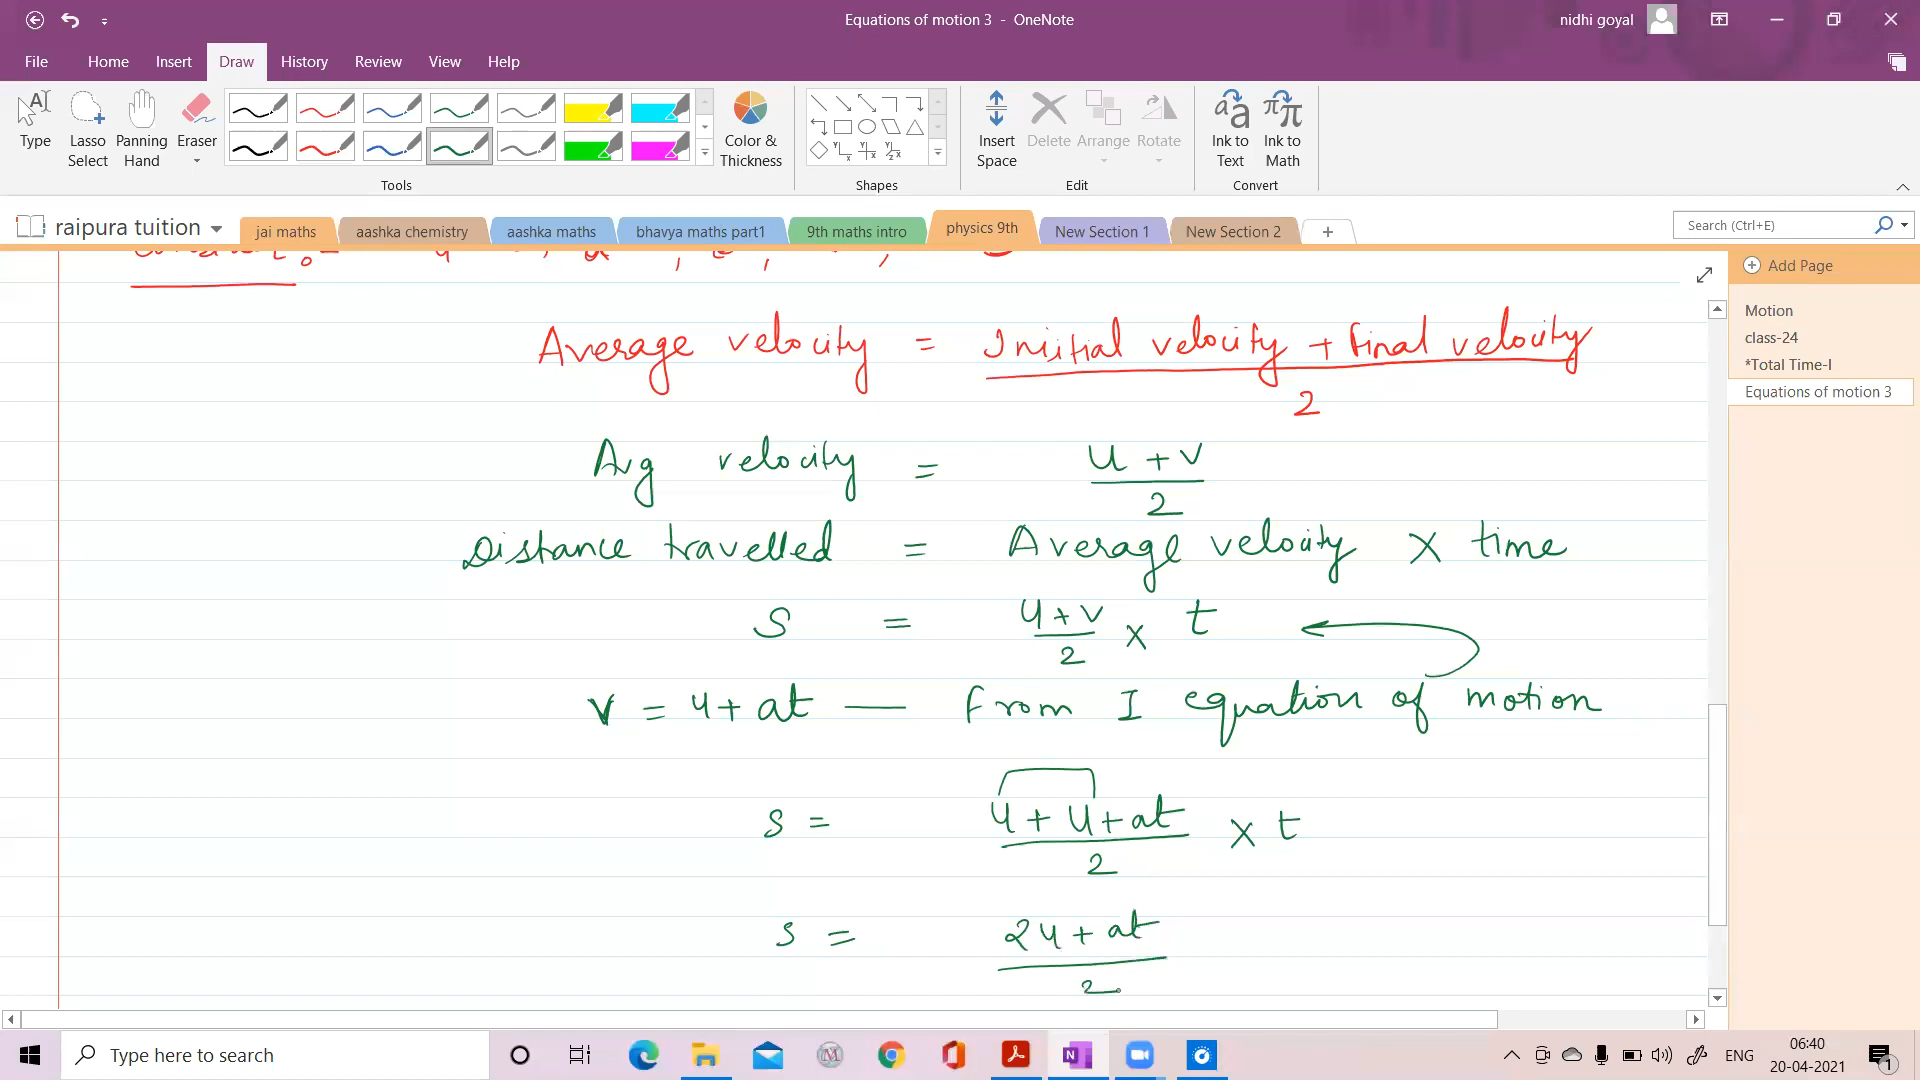 Equations of motion 3 - OneNote
nidhi goyal
File Home Insert Draw History Review View Help
Type
Lasso Select
Panning Hand
Eraser
Color & Thickness
Insert Space
Delete
Arrange
Rotate
Ink to Text
Ink to Math
Tools
Shapes
Edit
Convert
raipura tuition
jai maths
aashka chemistry
aashka maths
bhavya maths part1
9th maths intro
physics 9th
New Section 1
New Section 2
Search (Ctrl+E)
Add Page
Motion
class-24
*Total Time-I
Equations of motion 3
Average velocity = Inisitial velocity + final velocity
2
Avg velocity = u + v
2
Distance travelled = Average velocity X time
S = u + v X t
2
v = u + at — from I equation of motion
s = u + u + at X t
2
s = 2u + at
2
Type here to search
ENG
06:40
20-04-2021
1